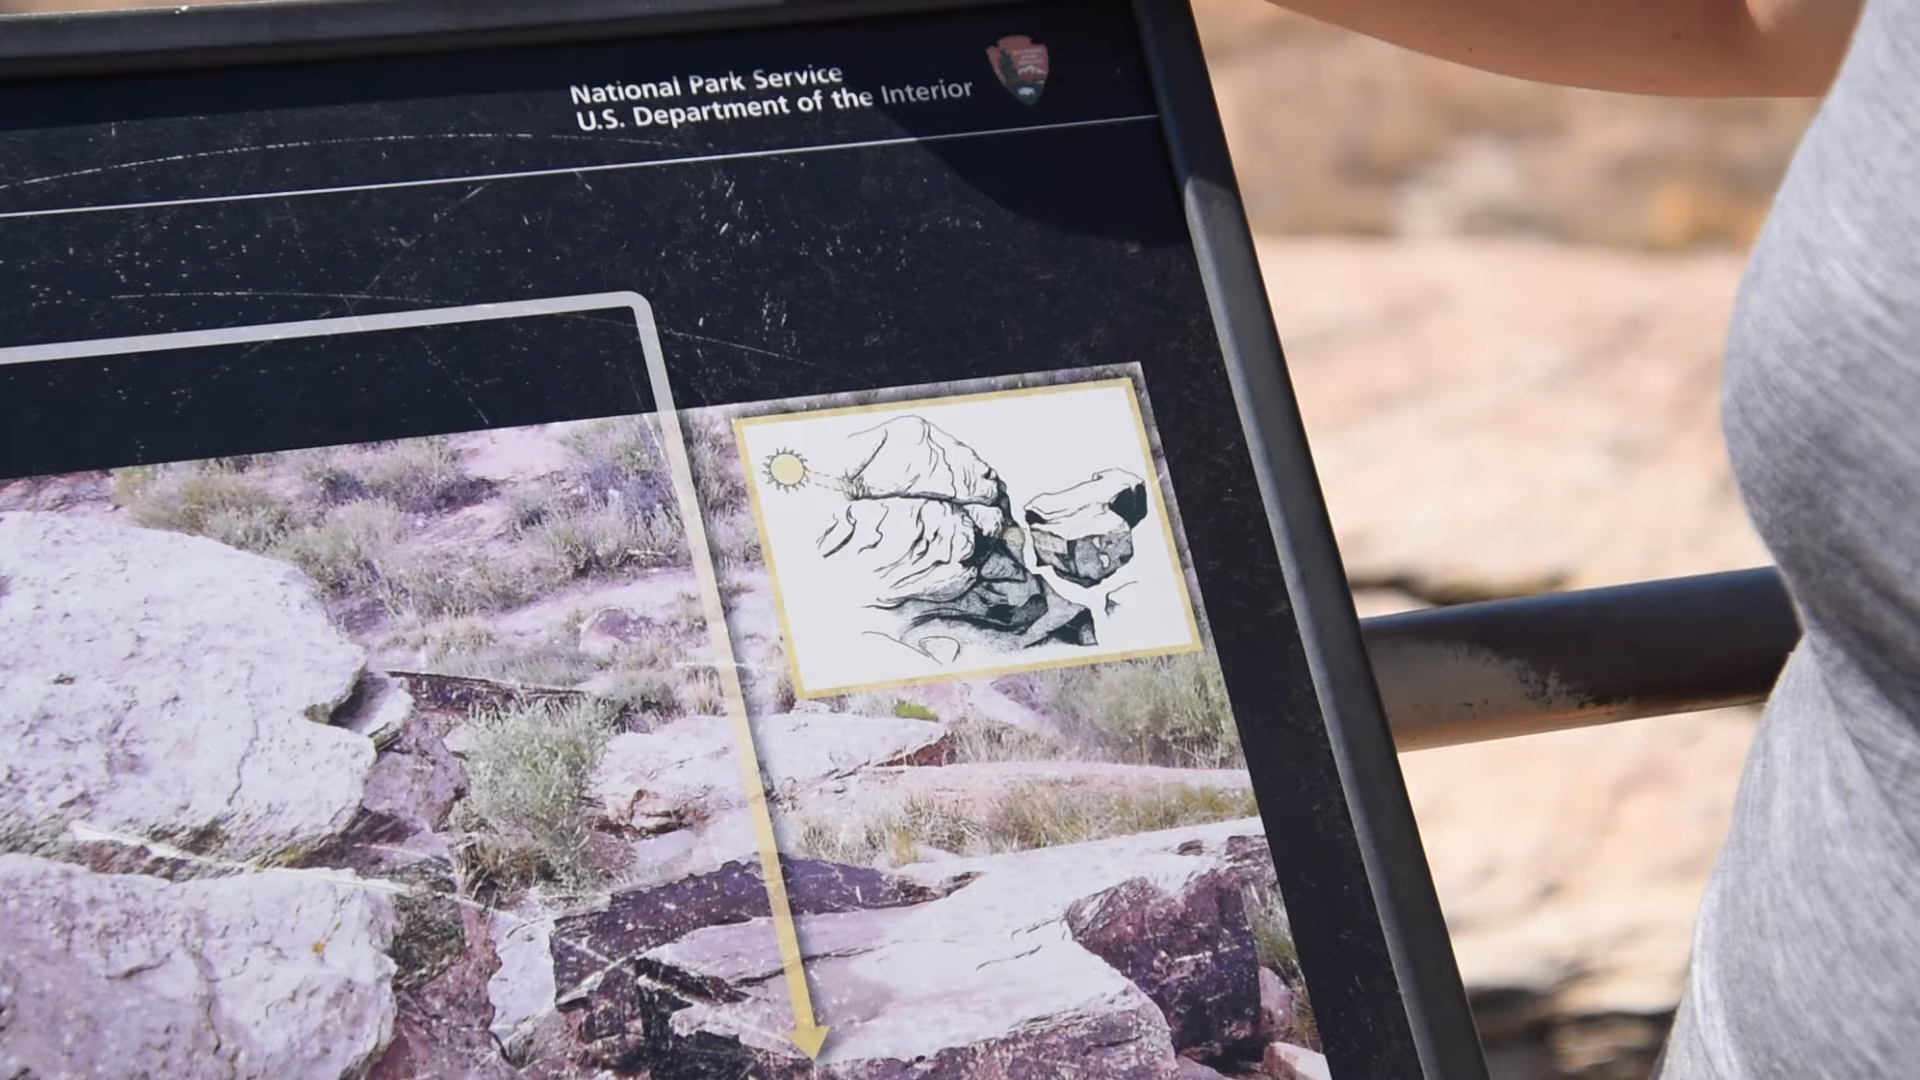 National Park Service
U.S. Department of the Interior